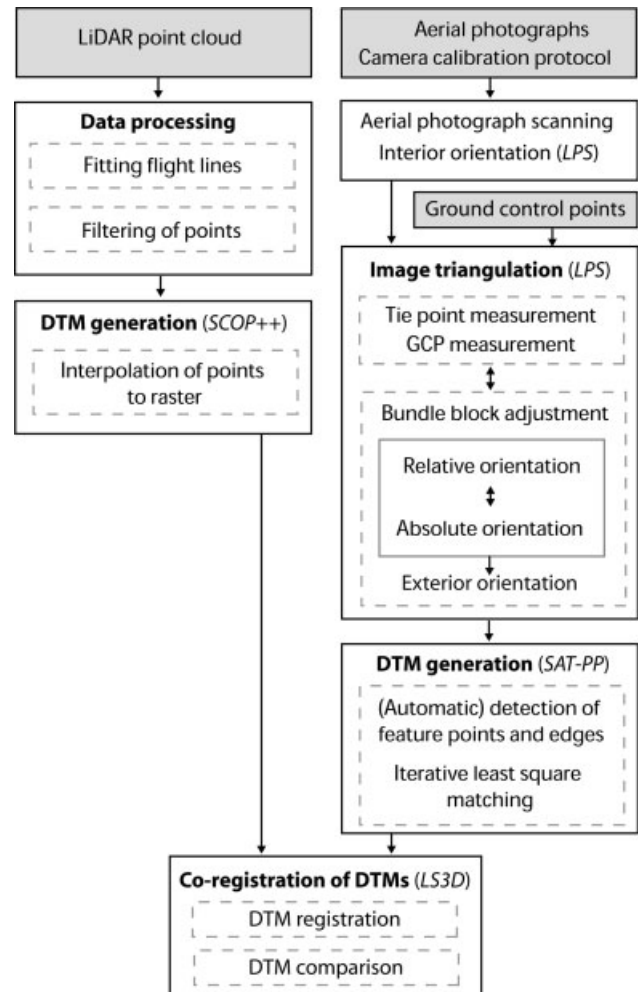 LiDAR point cloud
Data processing
Fitting flight lines
Filtering of points
DTM generation (SCOP++)
Interpolation of points
to raster
Aerial photographs
Camera calibration protocol
Aerial photograph scanning
Interior orientation (LPS)
Ground control points
Image triangulation (LPS)
Tie point measurement
GCP measurement
Bundle block adjustment
Relative orientation
Absolute orientation
Exterior orientation
DTM generation (SAT-PP)
(Automatic) detection of
feature points and edges
Iterative least square
matching
Co-registration of DTMs (LS3D)
DTM registration
DTM comparison